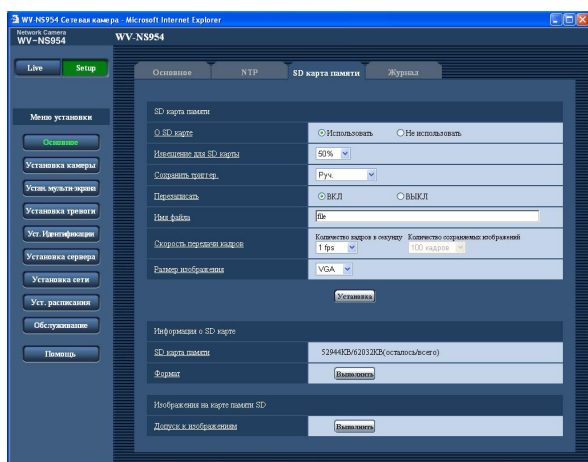 WV-NS954 Сетевая камера - Microsoft Internet Explorer
Network Camera
WV-NS954
WV-NS954
Live Setup
Основное NTP SD карта памяти Журнал
Меню установки
Основное
Установка камеры
Устан. мульти-экрана
Установка тревоги
Уст. Идентификации
Установка сервера
Установка сети
Уст. расписания
Обслуживание
Помощь
SD карта памяти
О SD карте Использовать Не использовать
Извещение для SD карты 50%
Сохранить триггер. Руч.
Перезаписать ВКЛ ВЫКЛ
Имя файла file
Количество кадров в секунду Количество сохраняемых изображений
Скорость передачи кадров 1 fps 100 кадров
Размер изображения VGA
Установка
Информация о SD карте
SD карта памяти 52944KB/62032KB(осталось/всего)
Формат Выполнить
Изображения на карте памяти SD
Допуск к изображениям Выполнить